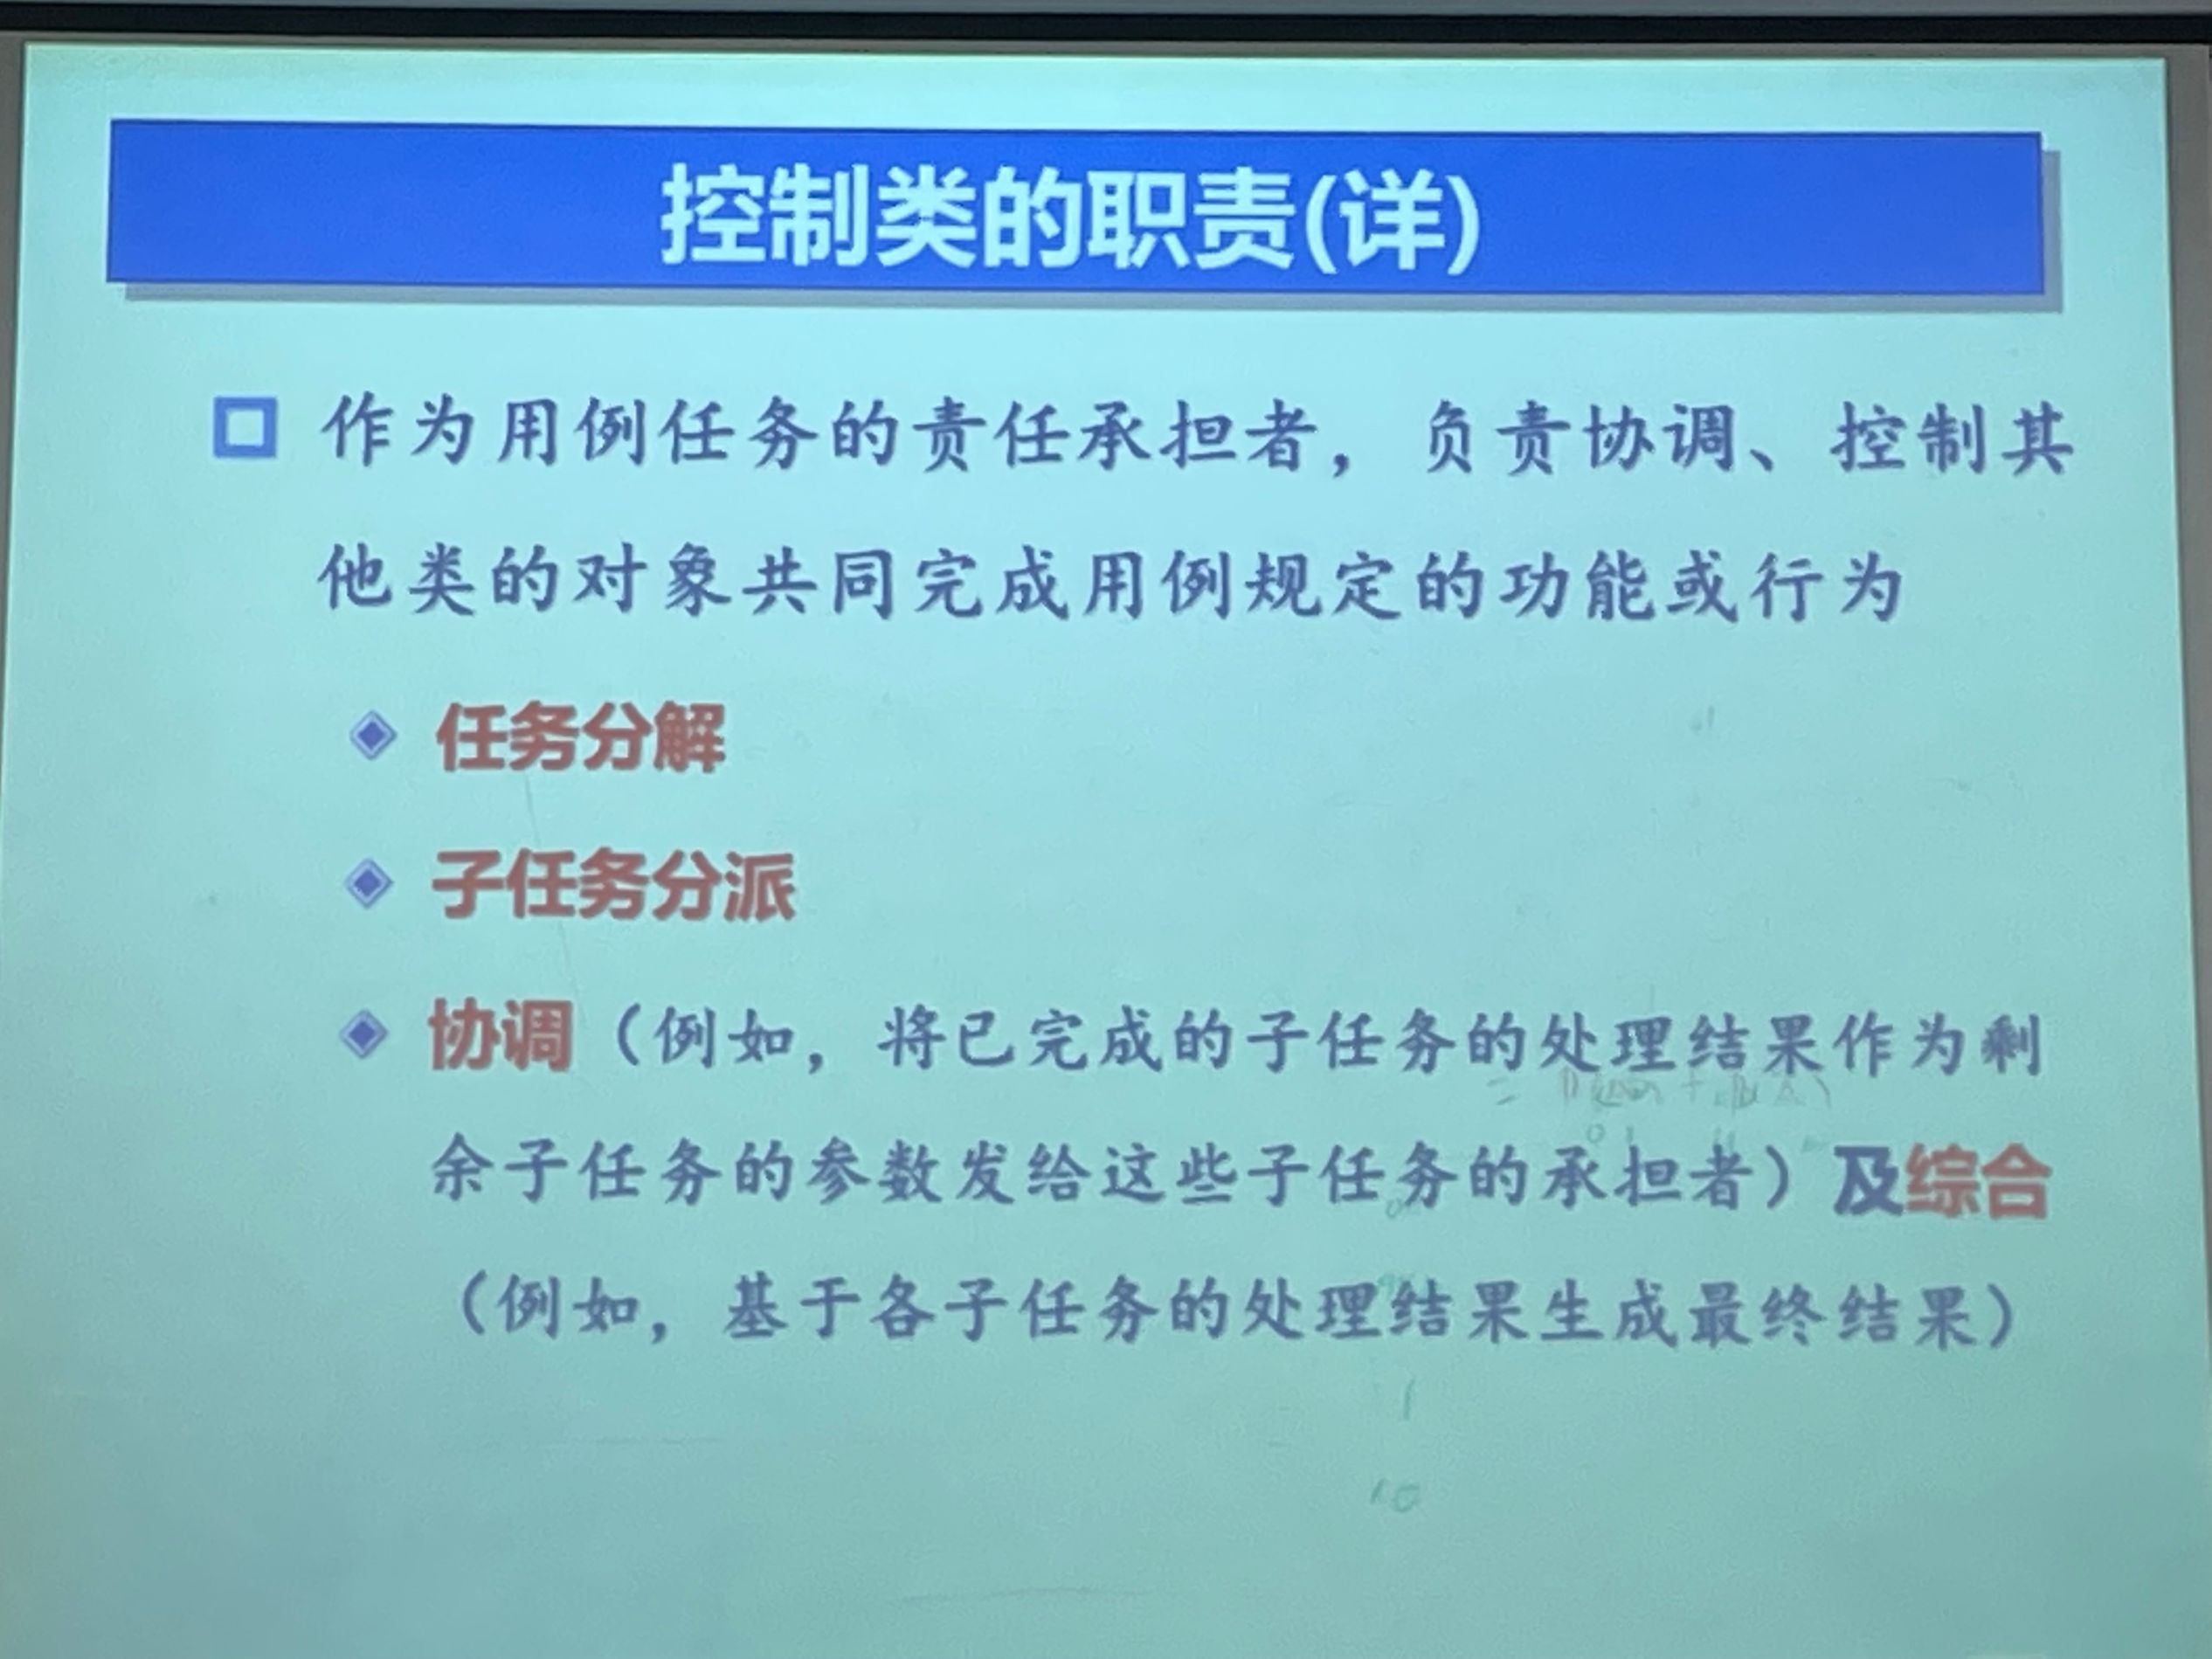 控制类的职责(详)
作为用例任务的责任承担者，负责协调、控制其
他类的对象共同完成用例规定的功能或行为
任务分解
子任务分派
协调（例如，将已完成的子任务的处理结果作为剩
余子任务的参数发给这些子任务的承担者）及综合
（例如，基于各子任务的处理结果生成最终结果）